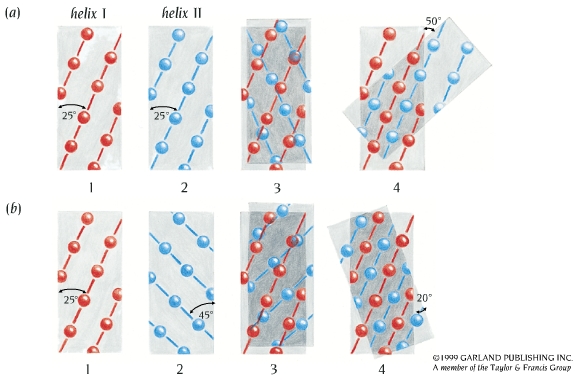 helix I helix II
(a)
50°
25° 25°
1 2 3 4
(b)
25° 45° 20°
1 2 3 4
©1999 GARLAND PUBLISHING INC.
A member of the Taylor & Francis Group